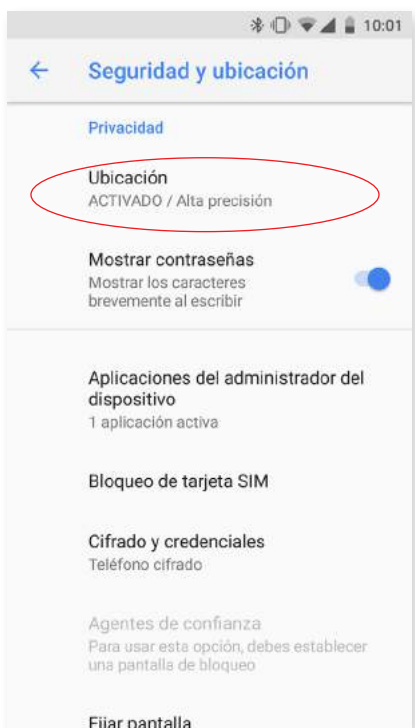 10:01
Seguridad y ubicación
Privacidad
Ubicación
ACTIVADO / Alta precisión
Mostrar contraseñas
Mostrar los caracteres
brevemente al escribir
Aplicaciones del administrador del
dispositivo
1 aplicación activa
Bloqueo de tarjeta SIM
Cifrado y credenciales
Teléfono cifrado
Agentes de confianza
Para usar esta opción, debes establecer
una pantalla de bloqueo
Fijar pantalla